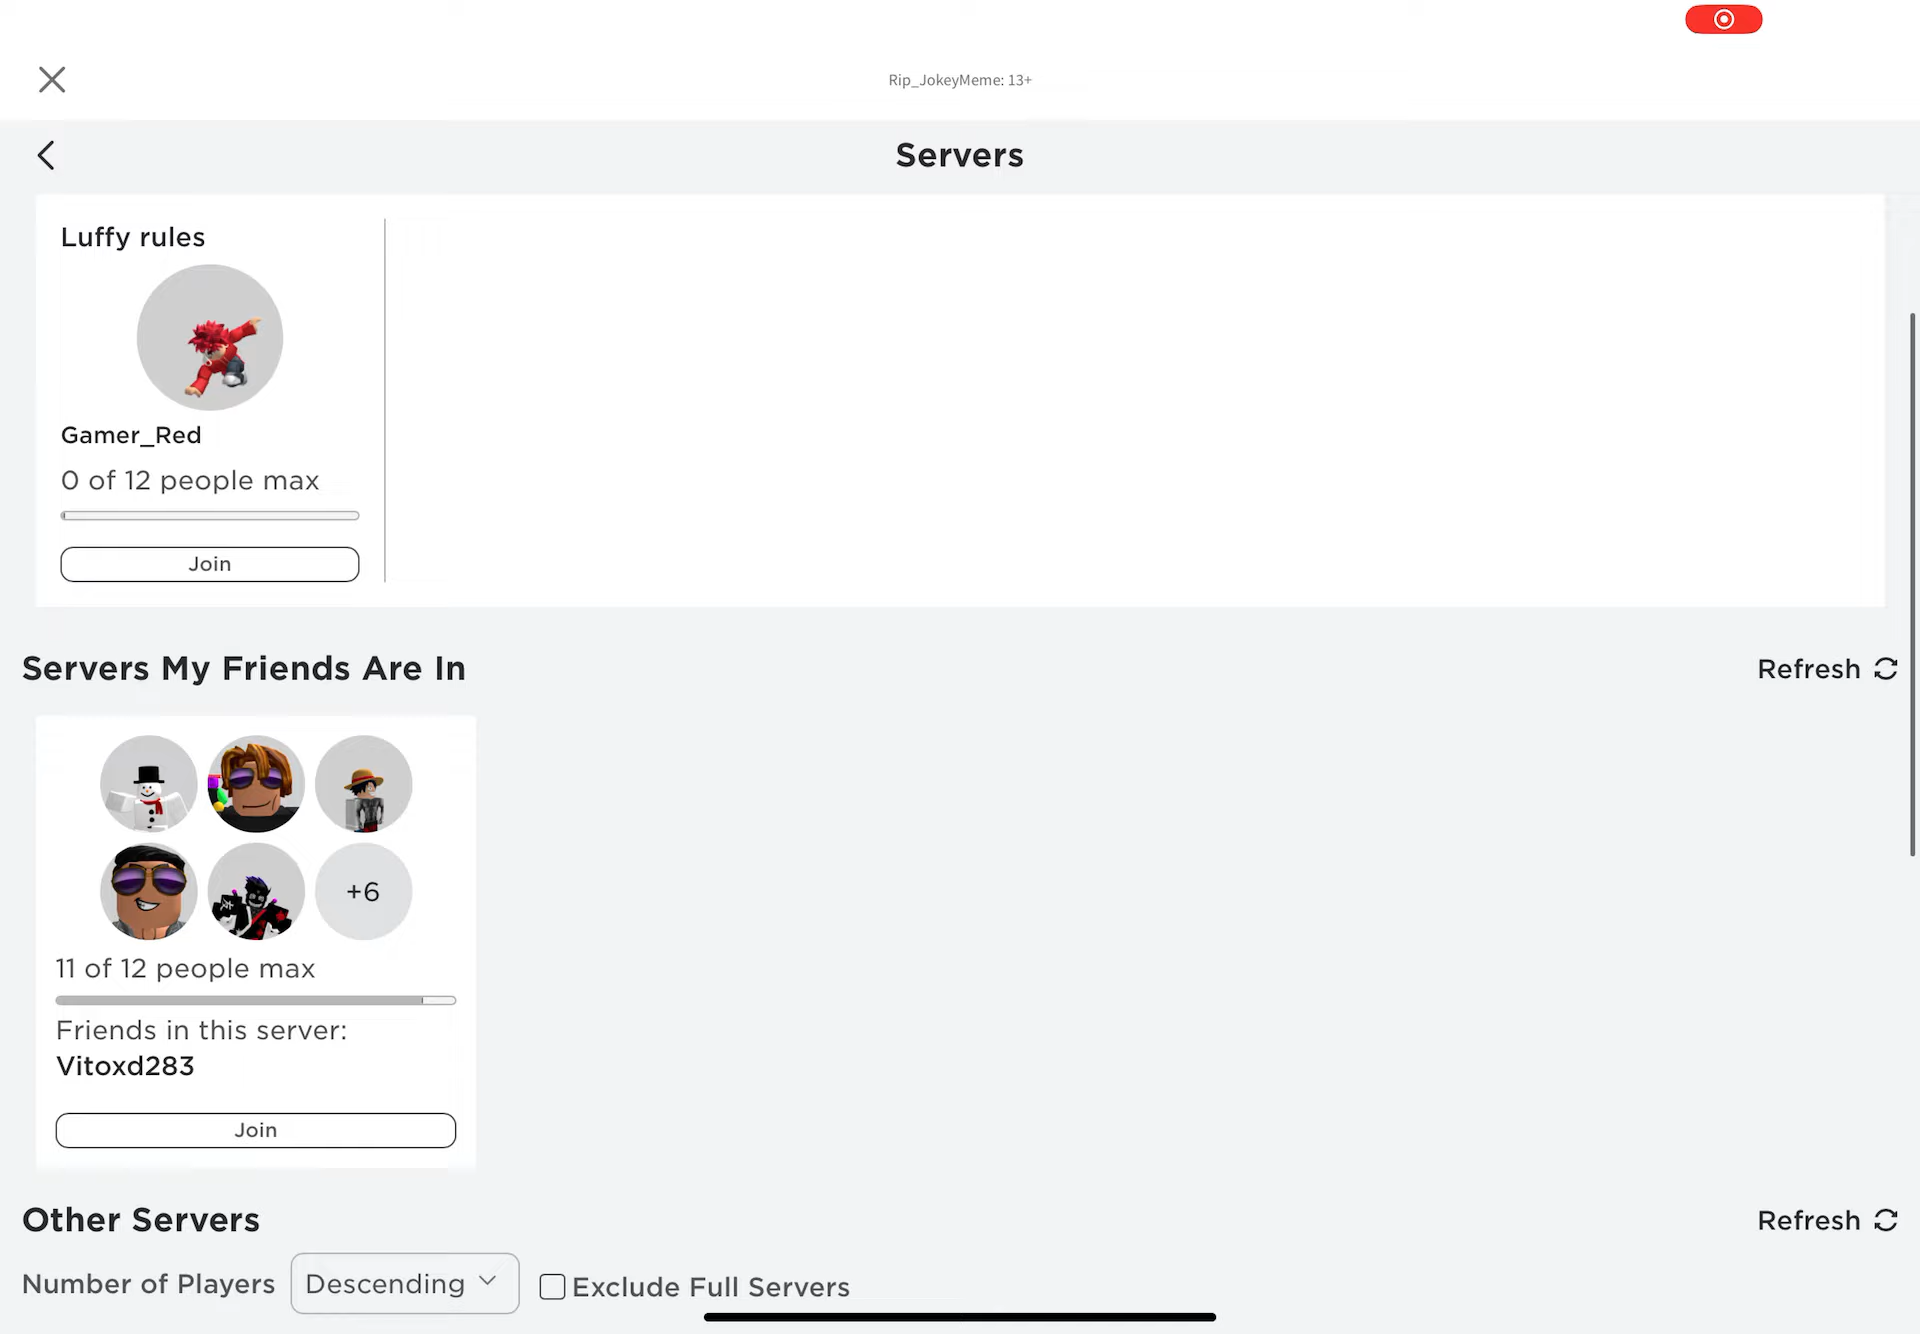 Rip_JokeyMeme: 13+
Servers
Luffy rules
Gamer_Red
0 of 12 people max
Join
Servers My Friends Are In
Refresh
+6
11 of 12 people max
Friends in this server:
Vitoxd283
Join
Other Servers
Refresh
Number of Players
Descending
Exclude Full Servers